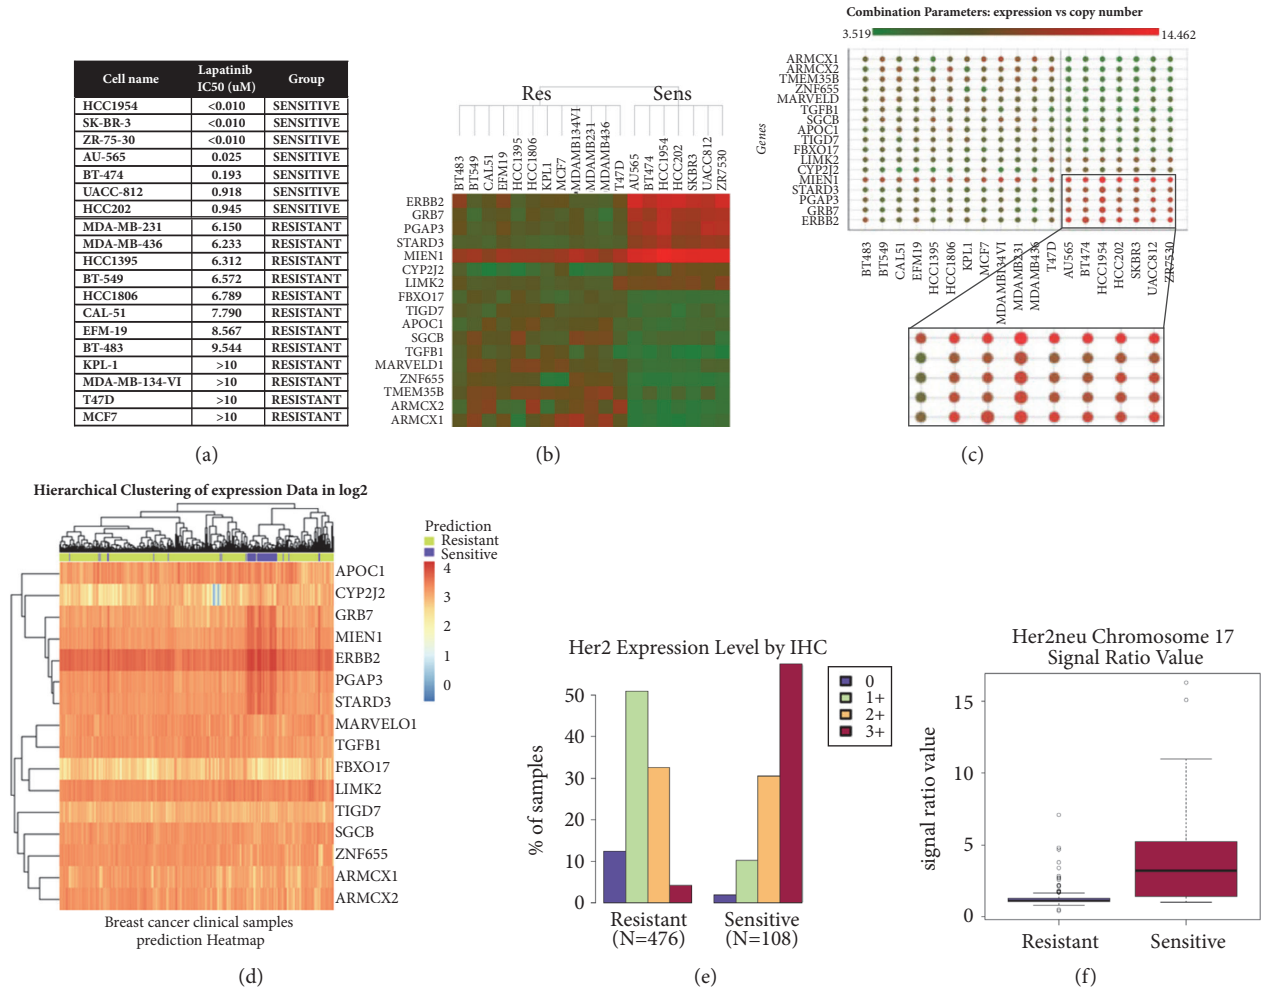 Cell name
Lapatinib
IC50 (uM)
Group
HCC1954 <0.010 SENSITIVE
SK-BR-3 <0.010 SENSITIVE
ZR-75-30 <0.010 SENSITIVE
AU-565 0.025 SENSITIVE
BT-474 0.193 SENSITIVE
UACC-812 0.918 SENSITIVE
HCC202 0.945 SENSITIVE
MDA-MB-231 6.150 RESISTANT
MDA-MB-436 6.233 RESISTANT
HCC1395 6.312 RESISTANT
BT-549 6.572 RESISTANT
HCC1806 6.789 RESISTANT
CAL-51 7.790 RESISTANT
EFM-19 8.567 RESISTANT
BT-483 9.544 RESISTANT
KPL-1 >10 RESISTANT
MDA-MB-134-VI >10 RESISTANT
T47D >10 RESISTANT
MCF7 >10 RESISTANT
(a)
Res Sens
BT483
BT549
CAL51
EFM19
HCC1395
HCC1806
KPL1
MCF7
MDAMB134VI
MDAMB231
MDAMB436
T47D
AU565
BT474
HCC1954
HCC202
SKBR3
UACC812
ZR7530
ERBB2
GRB7
PGAP3
STARD3
MIEN1
CYP2J2
LIMK2
FBXO17
TIGD7
APOC1
SGCB
TGFB1
MARVELD1
ZNF655
TMEM35B
ARMCX2
ARMCX1
(b)
Combination Parameters: expression vs copy number
3.519 14.462
Genes
ARMCX1
ARMCX2
TMEM35B
ZNF655
MARVELD
TGFB1
SGCB
APOC1
TIGD7
FBXO17
LIMK2
CYP2J2
MIEN1
STARD3
PGAP3
GRB7
ERBB2
BT483
BT549
CAL51
EFM19
HCC1395
HCC1806
KPL1
MCF7
MDAMB134VI
MDAMB231
MDAMB436
T47D
AU565
BT474
HCC1954
HCC202
SKBR3
UACC812
ZR7530
(c)
Hierarchical Clustering of expression Data in log2
Prediction
Resistant
Sensitive
4
3
2
1
0
APOC1
CYP2J2
GRB7
MIEN1
ERBB2
PGAP3
STARD3
MARVELO1
TGFB1
FBXO17
LIMK2
TIGD7
SGCB
ZNF655
ARMCX1
ARMCX2
Breast cancer clinical samples
prediction Heatmap
(d)
Her2 Expression Level by IHC
0
1+
2+
3+
% of samples
50
40
30
20
10
0
Resistant Sensitive
(N=476) (N=108)
(e)
Her2neu Chromosome 17
Signal Ratio Value
signal ratio value
15
10
5
0
Resistant Sensitive
(f)